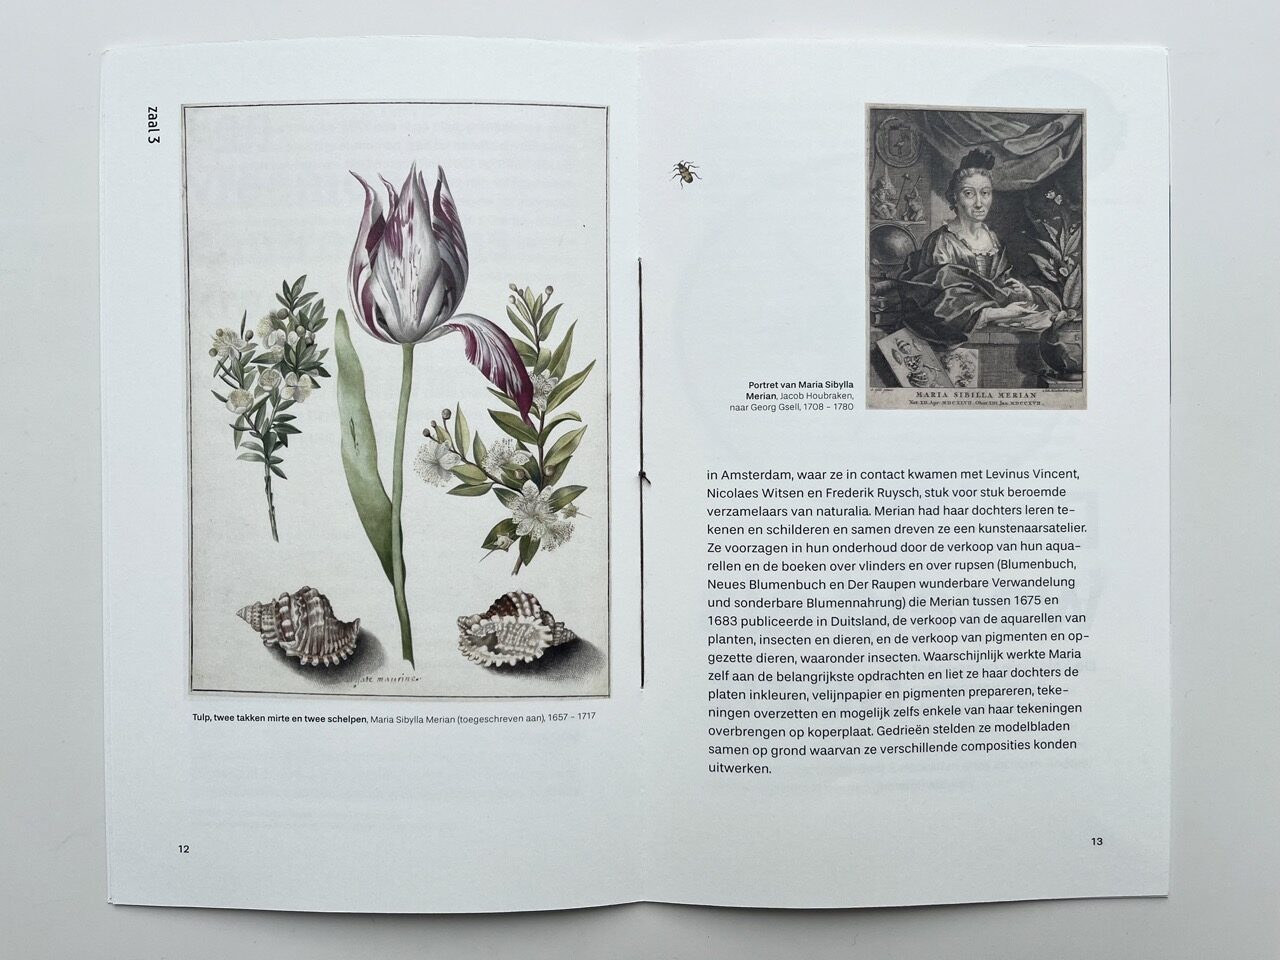 zaal 3
Tulp, twee takken mirte en twee schelpen, Maria Sibylla Merian (toegeschreven aan), 1657 – 1717
12
MARIA SIBILLA MERIAN
Nat. XII. Apr. MDCXLVII. Obiit XIII. Jan. MDCCXVII.
Portret van Maria Sibylla
Merian, Jacob Houbraken,
naar Georg Gsell, 1708 – 1780
in Amsterdam, waar ze in contact kwamen met Levinus Vincent,
Nicolaes Witsen en Frederik Ruysch, stuk voor stuk beroemde
verzamelaars van naturalia. Merian had haar dochters leren te-
kenen en schilderen en samen dreven ze een kunstenaarsatelier.
Ze voorzagen in hun onderhoud door de verkoop van hun aqua-
rellen en de boeken over vlinders en over rupsen (Blumenbuch,
Neues Blumenbuch en Der Raupen wunderbare Verwandelung
und sonderbare Blumennahrung) die Merian tussen 1675 en
1683 publiceerde in Duitsland, de verkoop van de aquarellen van
planten, insecten en dieren, en de verkoop van pigmenten en op-
gezette dieren, waaronder insecten. Waarschijnlijk werkte Maria
zelf aan de belangrijkste opdrachten en liet ze haar dochters de
platen inkleuren, velijnpapier en pigmenten prepareren, teke-
ningen overzetten en mogelijk zelfs enkele van haar tekeningen
overbrengen op koperplaat. Gedrieën stelden ze modelbladen
samen op grond waarvan ze verschillende composities konden
uitwerken.
13